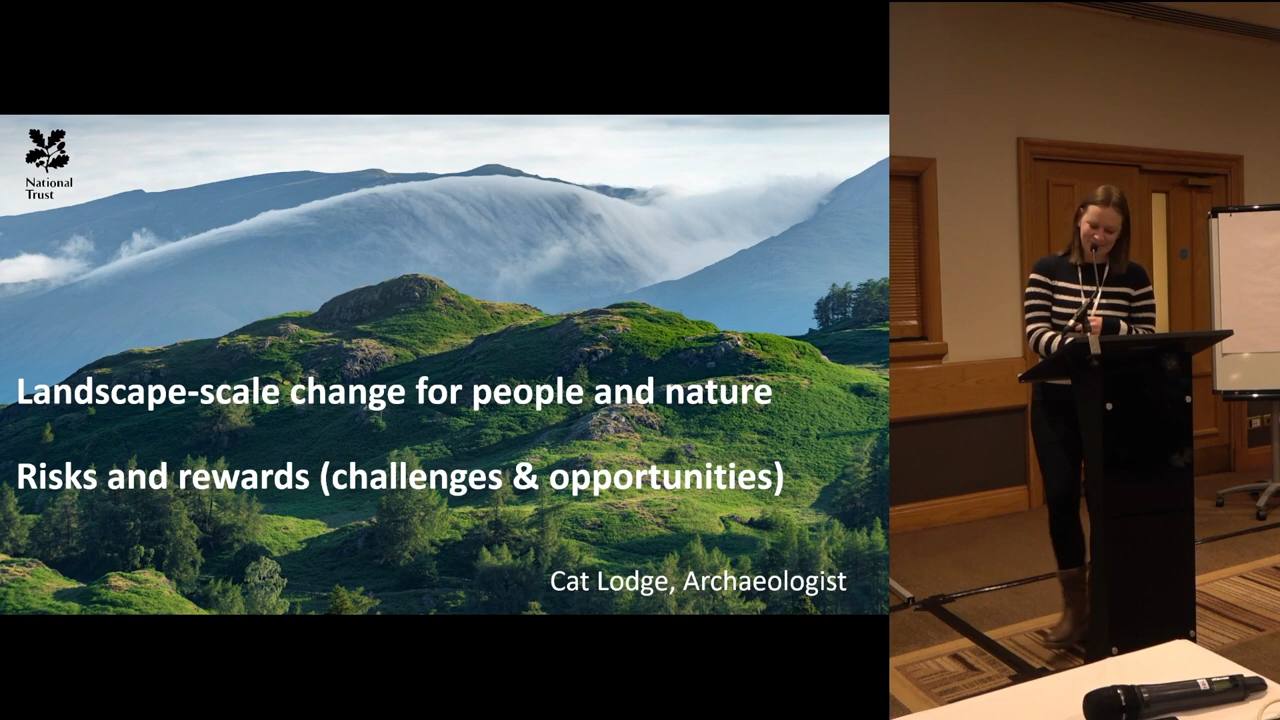 National
Trust
Landscape-scale change for people and nature
Risks and rewards (challenges & opportunities)
Cat Lodge, Archaeologist